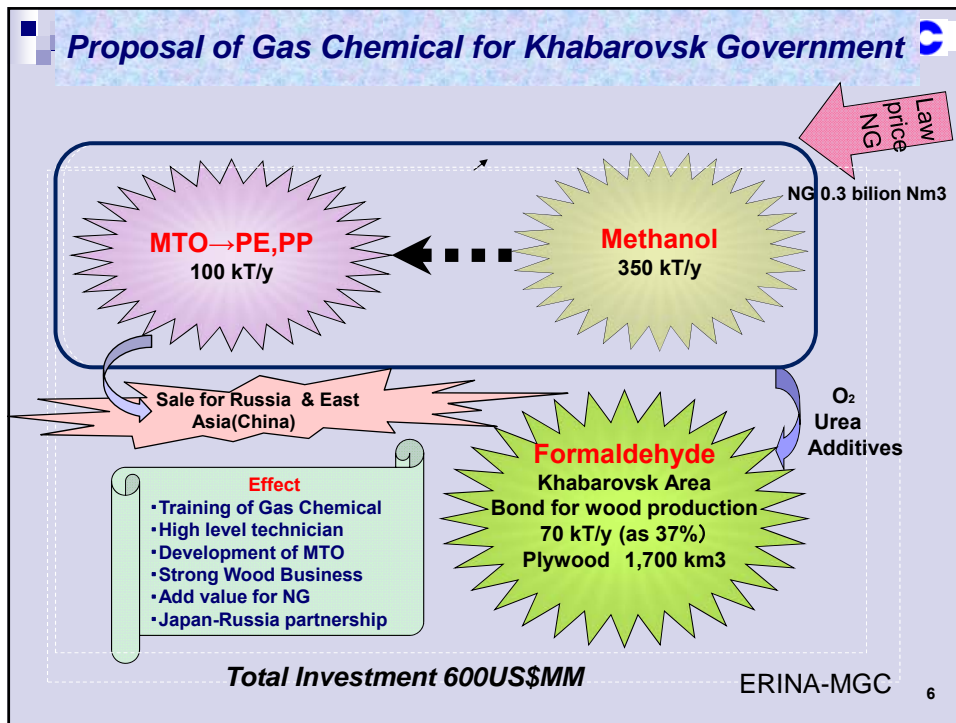 Proposal of Gas Chemical for Khabarovsk Government
C
Law
price
NG
NG 0.3 bilion Nm3
MTO→PE,PP
100 kT/y
Methanol
350 kT/y
Sale for Russia & East
Asia(China)
O₂
Urea
Additives
Formaldehyde
Khabarovsk Area
Bond for wood production
70 kT/y (as 37%)
Plywood 1,700 km3
Effect
・Training of Gas Chemical
・High level technician
・Development of MTO
・Strong Wood Business
・Add value for NG
・Japan-Russia partnership
Total Investment 600US$MM
ERINA-MGC
6